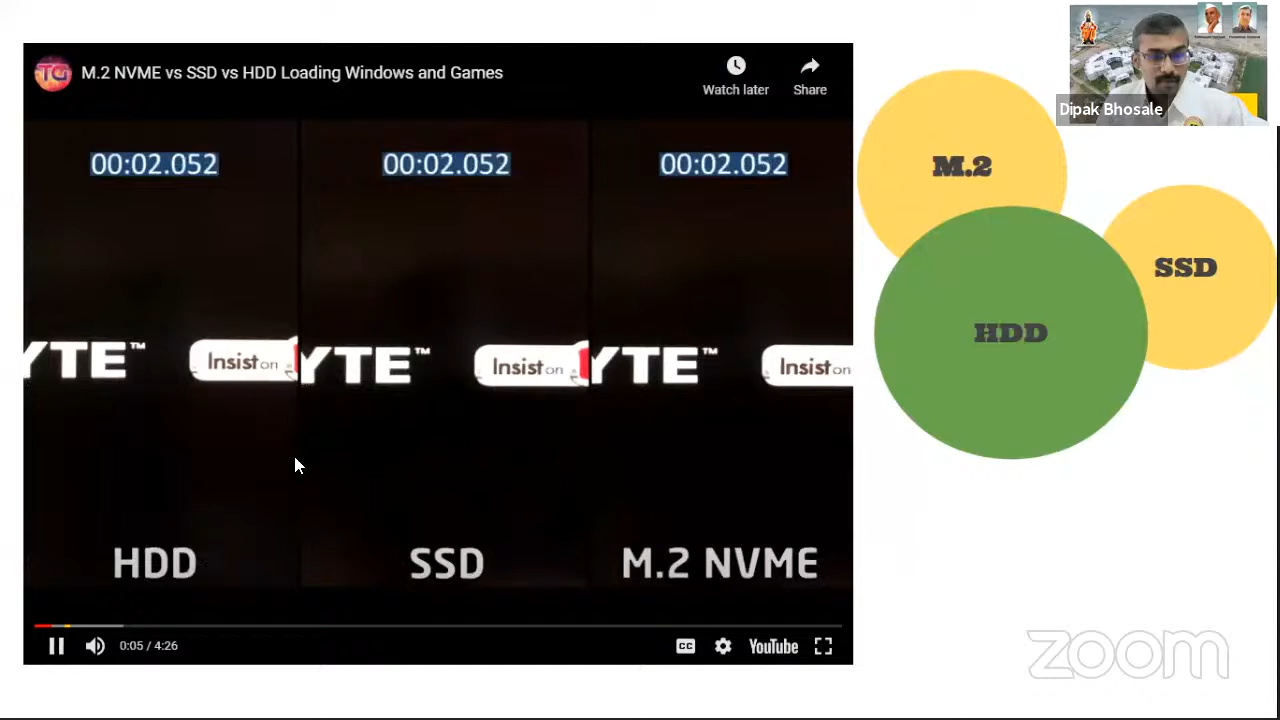 TG
M.2 NVME vs SSD vs HDD Loading Windows and Games
Watch later
Share
00:02.052
00:02.052
00:02.052
YTE™
Insist on
YTE™
Insist on
YTE™
Insist on
HDD
SSD
M.2 NVME
0:05 / 4:26
CC
YouTube
Dipak Bhosale
M.2
SSD
HDD
zoom